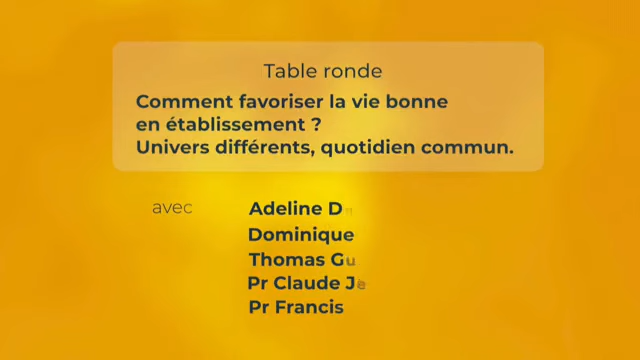 Table ronde
Comment favoriser la vie bonne
en établissement ?
Univers différents, quotidien commun.
avec
Adeline
Dominique
Thomas
Pr Claude
Pr Francis